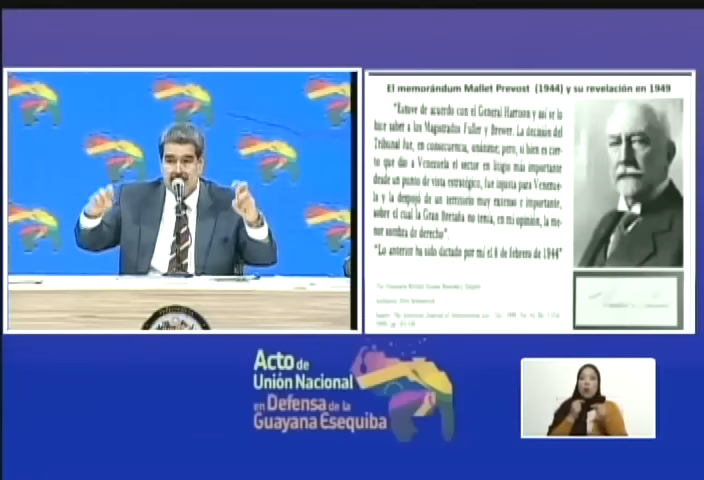 El memorándum Mallet Prevost (1944) y su revelación en 1949
"Estuve de acuerdo con el General Harrison y así se lo
hice saber a los Magistrados Fuller y Brewer. La decisión del
Tribunal fue, en consecuencia, unánime; pero, si bien es cier-
to que dio a Venezuela el sector en litigio más importante
desde un punto de vista estratégico, fue injusta para Venezue-
la y la despojó de un territorio muy extenso e importante,
sobre el cual la Gran Bretaña no tenía, en mi opinión, la me-
nor sombra de derecho".
"Lo anterior ha sido dictado por mí el 8 de febrero de 1944"
Acto de
Unión Nacional
en Defensa de la
Guayana Esequiba